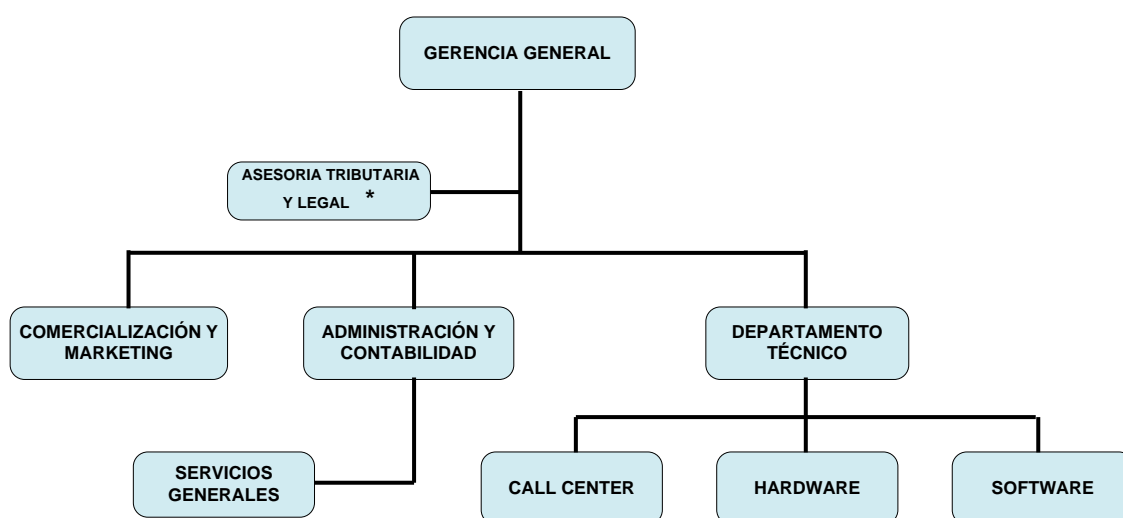 GERENCIA GENERAL
ASESORIA TRIBUTARIA
Y LEGAL *
COMERCIALIZACIÓN Y
MARKETING
ADMINISTRACIÓN Y
CONTABILIDAD
DEPARTAMENTO
TÉCNICO
SERVICIOS
GENERALES
CALL CENTER
HARDWARE
SOFTWARE